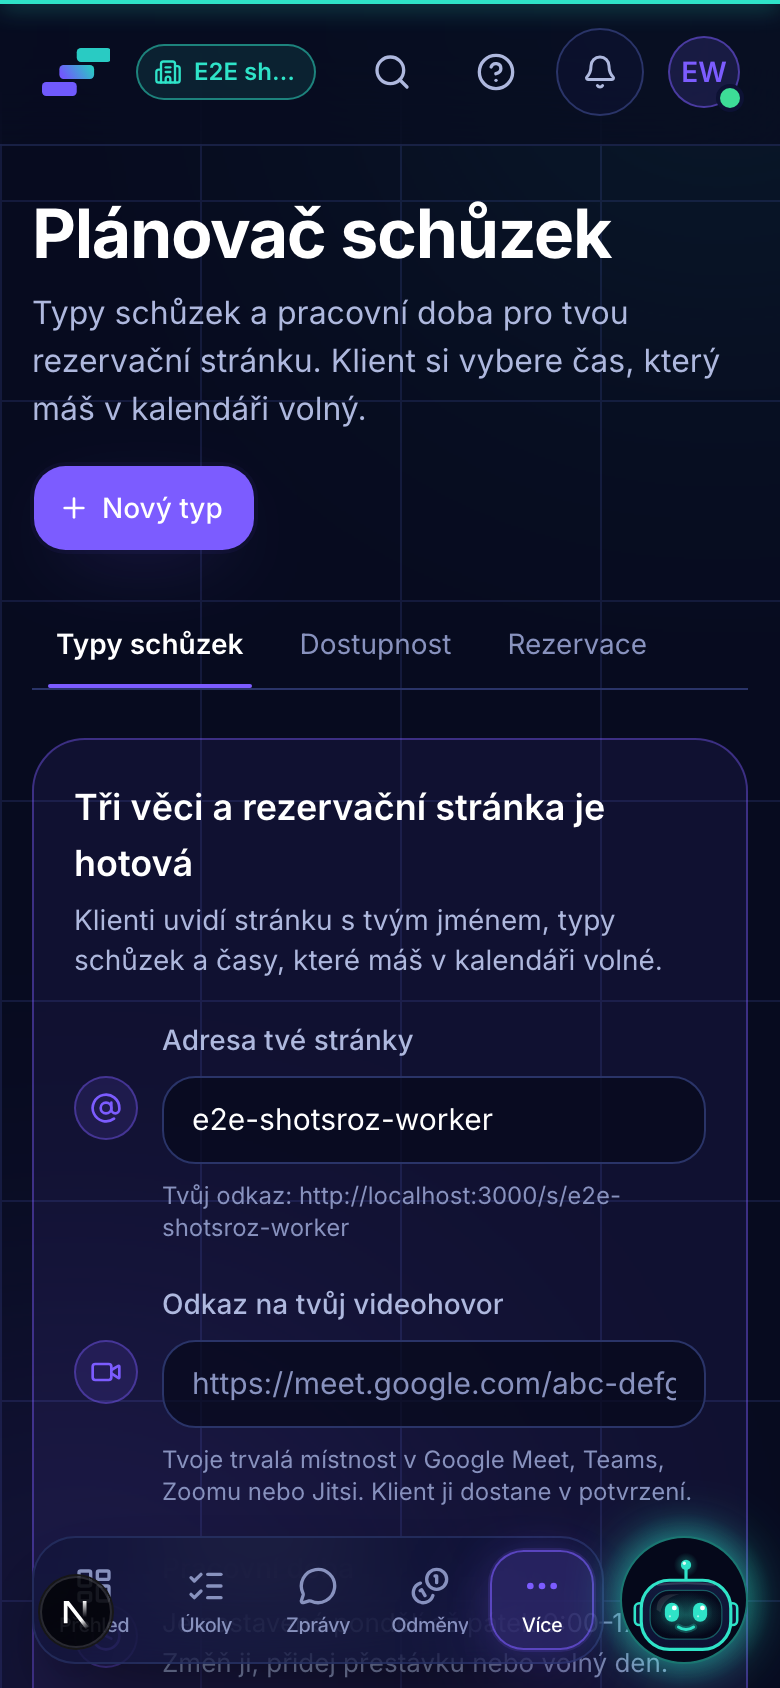 E2E sh...
EW
Plánovač schůzek
Typy schůzek a pracovní doba pro tvou
rezervační stránku. Klient si vybere čas, který
máš v kalendáři volný.
Nový typ
Typy schůzek Dostupnost Rezervace
Tři věci a rezervační stránka je
hotová
Klienti uvidí stránku s tvým jménem, typy
schůzek a časy, které máš v kalendáři volné.
Adresa tvé stránky
e2e-shotsroz-worker
Tvůj odkaz: http://localhost:3000/s/e2e-
shotsroz-worker
Odkaz na tvůj videohovor
https://meet.google.com/abc-defg
Tvoje trvalá místnost v Google Meet, Teams,
Zoomu nebo Jitsi. Klient ji dostane v potvrzení.
N
Úkoly Zprávy Odměny Více
Změň ji, přidej přestávku nebo volný den.